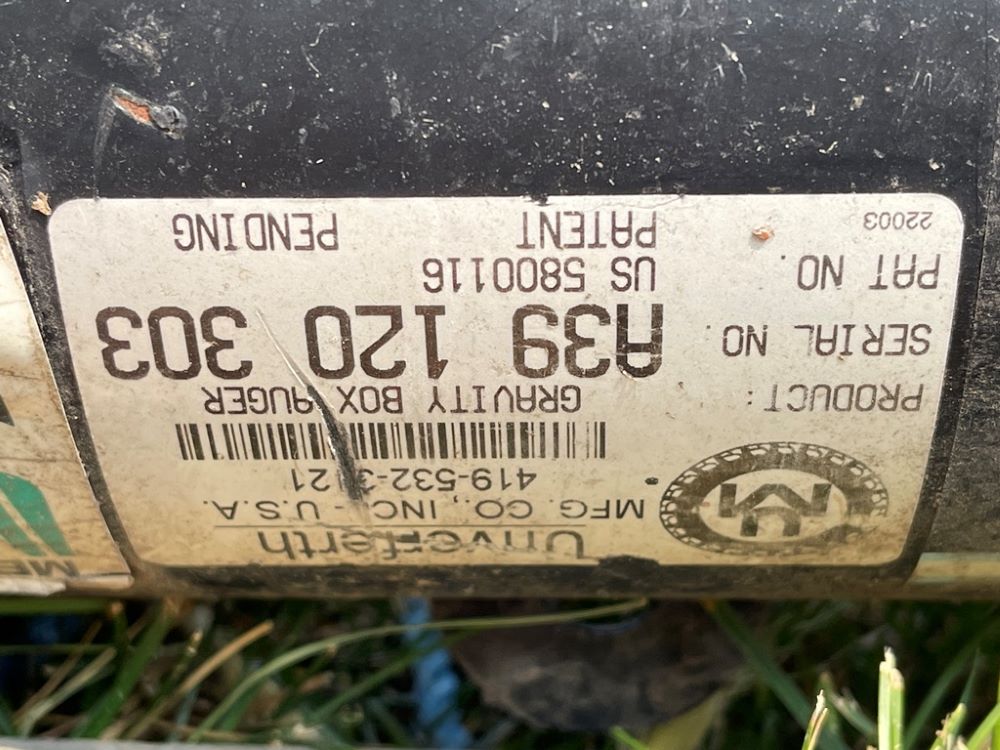 Unverferth
MFG. CO., INC. - U.S.A.
419-532-3121
PRODUCT: GRAVITY BOX AUGER
SERIAL NO. A39 120 303
PAT NO. US 5800116
22003 PATENT PENDING
ME